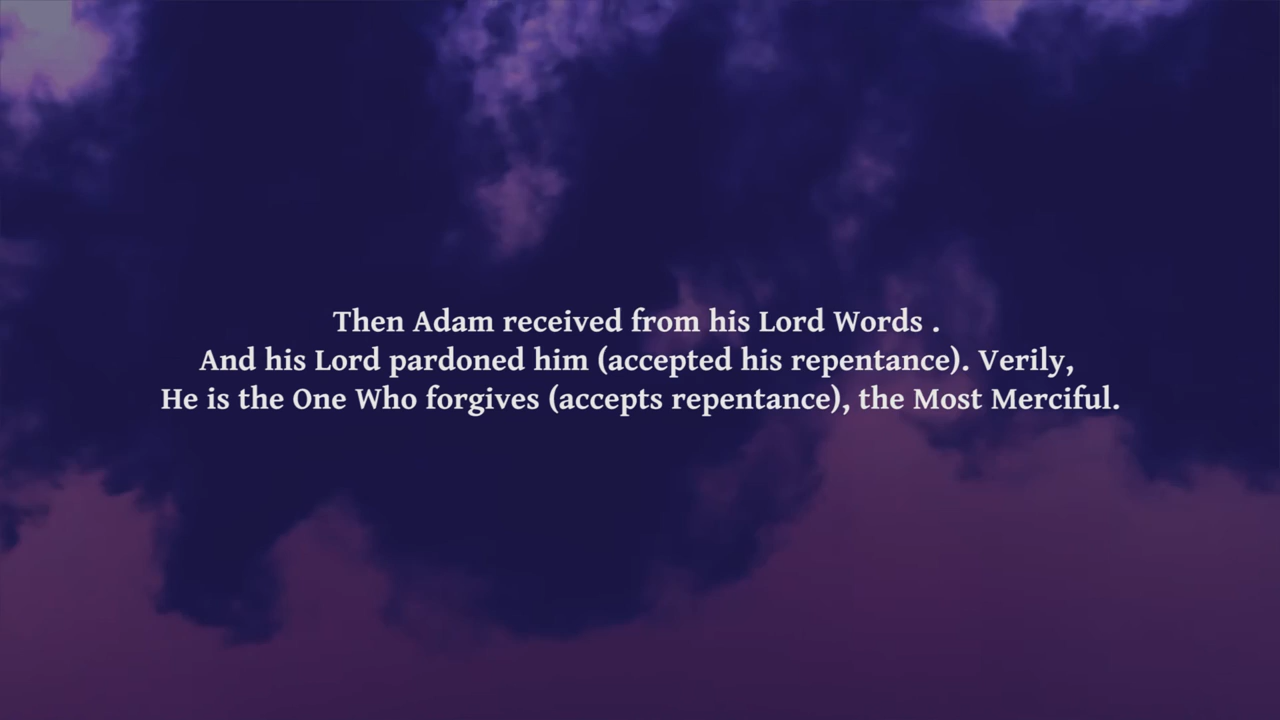 Then Adam received from his Lord Words .
And his Lord pardoned him (accepted his repentance). Verily,
He is the One Who forgives (accepts repentance), the Most Merciful.